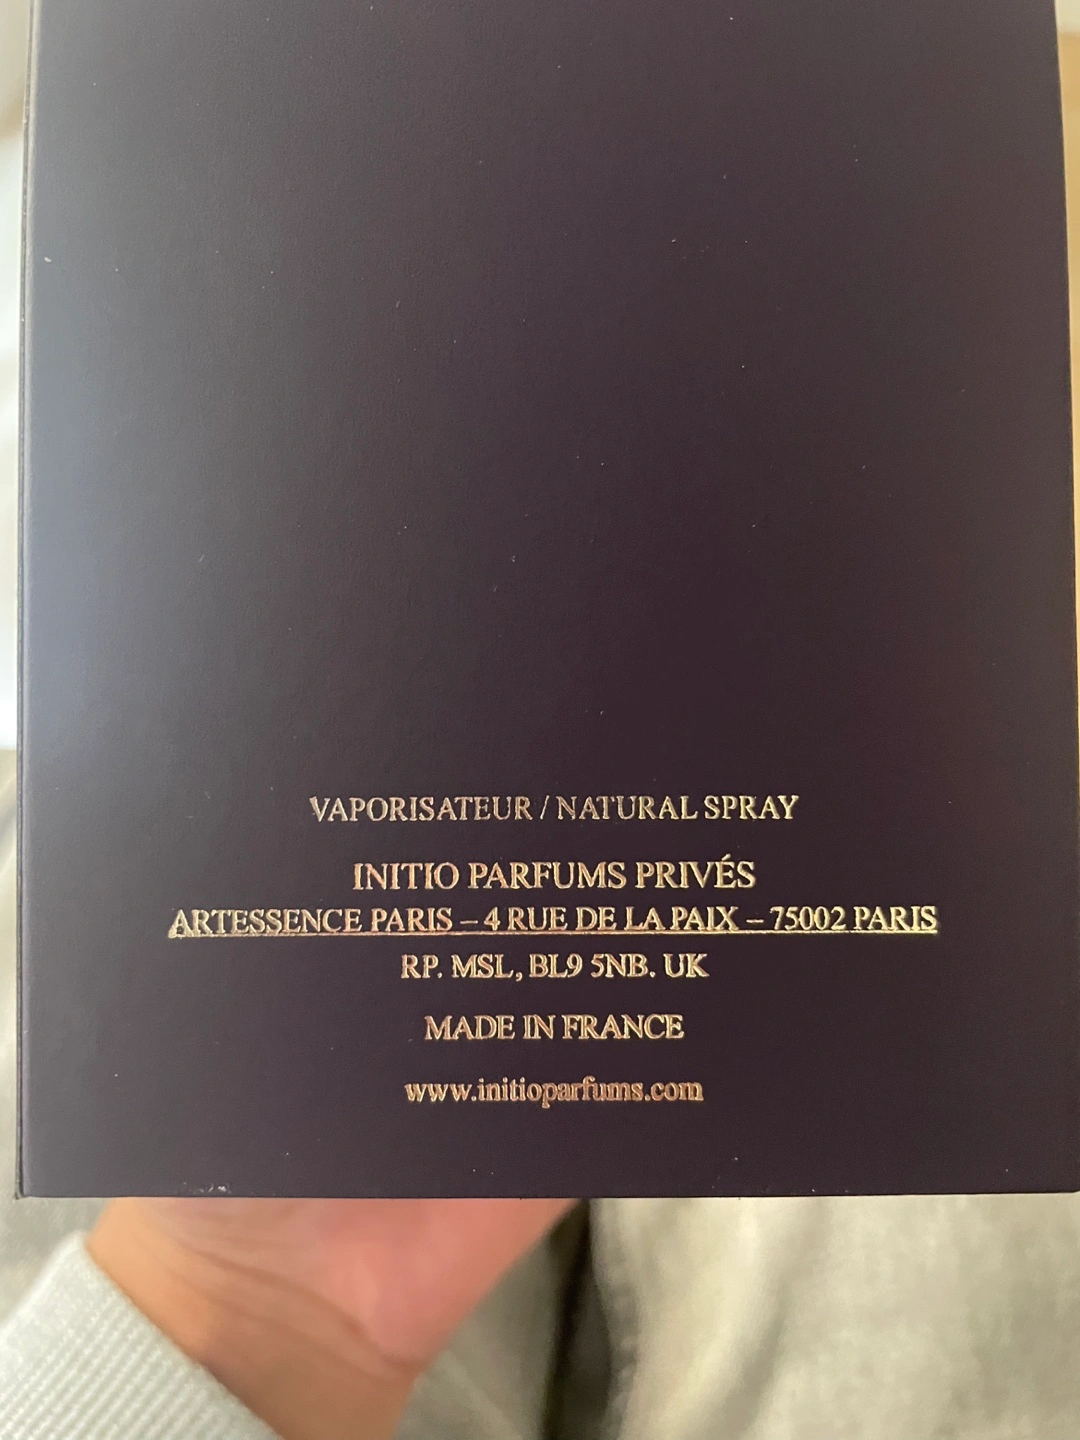 VAPORISATEUR / NATURAL SPRAY
INITIO PARFUMS PRIVÉS
ARTESSENCE PARIS – 4 RUE DE LA PAIX – 75002 PARIS
RP. MSL, BL9 5NB. UK
MADE IN FRANCE
www.initioparfums.com